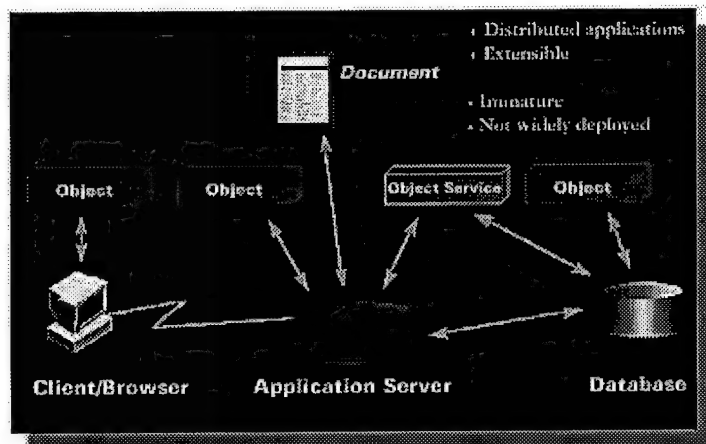 + Distributed applications
+ Extensible
Document
- Immature
- Not widely deployed
Object
Object
Object Service
Object
Client/Browser
Application Server
Database